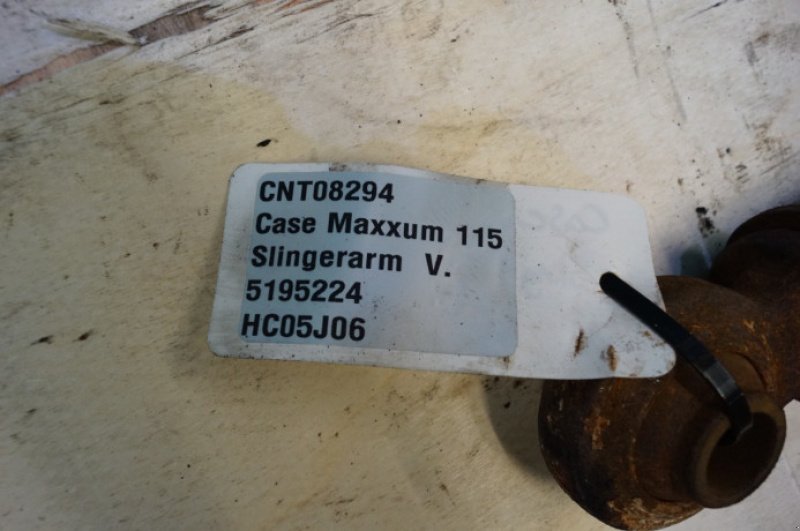 CNT08294
Case Maxxum 115
Slingerarm V.
5195224
HC05J06